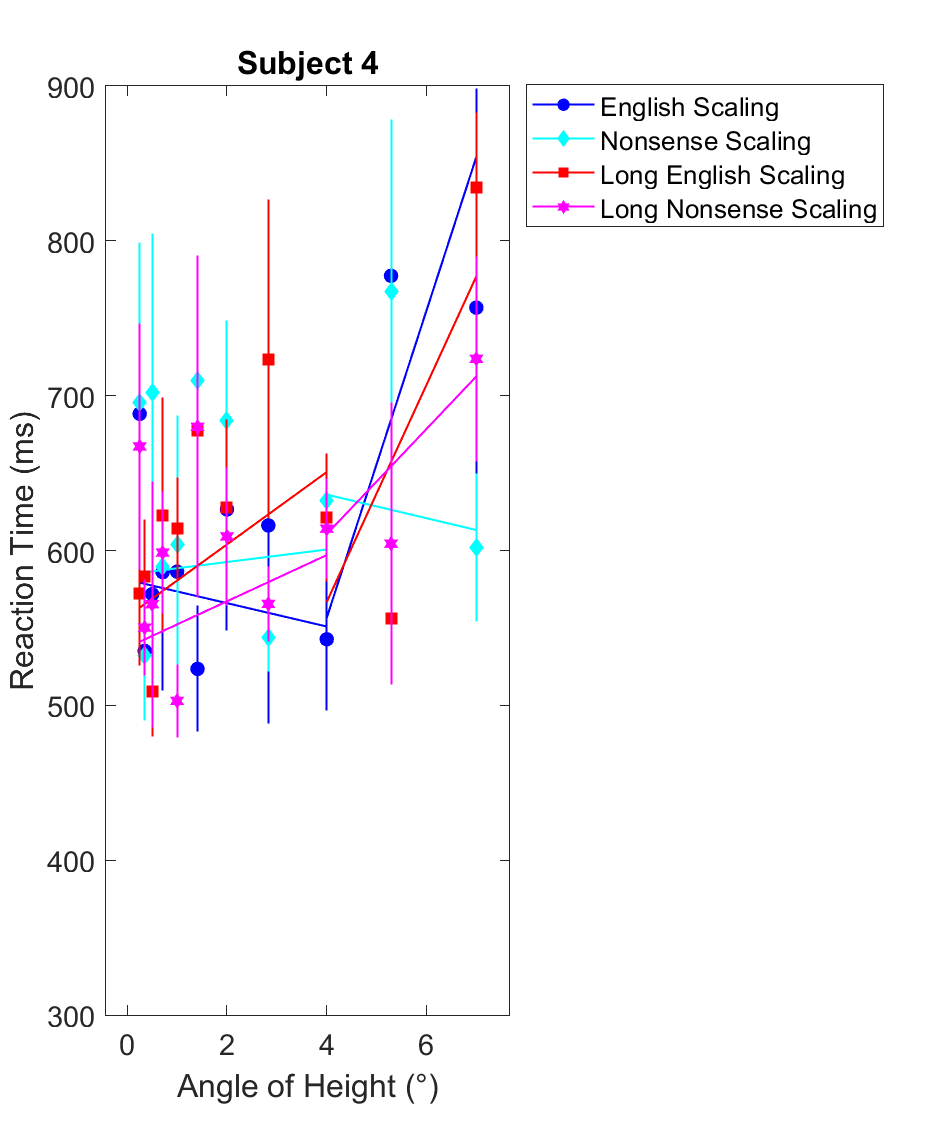 Subject 4
900
800
700
600
500
400
300
0 2 4 6
Reaction Time (ms)
Angle of Height (°)
English Scaling
Nonsense Scaling
Long English Scaling
Long Nonsense Scaling